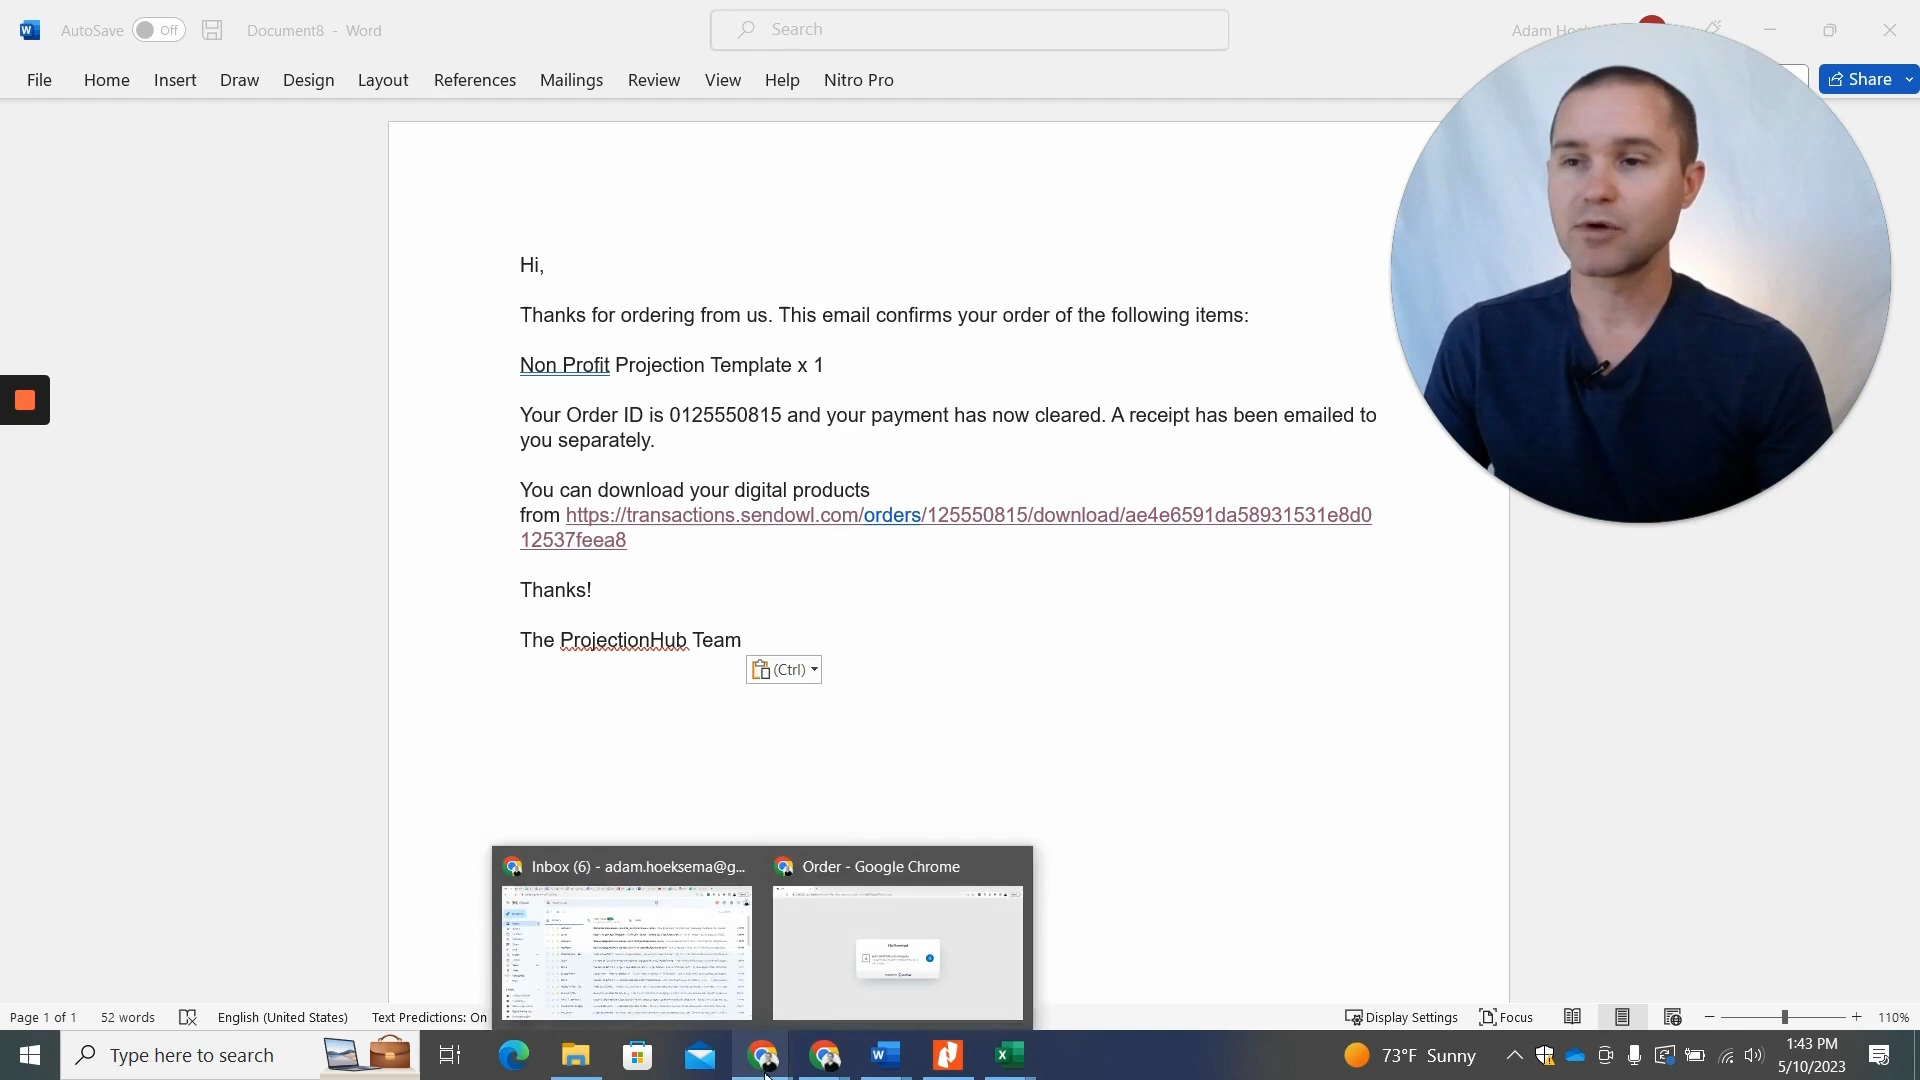 AutoSave Off Document8 - Word
Search
Adam
File Home Insert Draw Design Layout References Mailings Review View Help Nitro Pro
Share
Hi,
Thanks for ordering from us. This email confirms your order of the following items:
Non Profit Projection Template x 1
Your Order ID is 0125550815 and your payment has now cleared. A receipt has been emailed to
you separately.
You can download your digital products
from https://transactions.sendowl.com/orders/125550815/download/ae4e6591da58931531e8d0
12537feea8
Thanks!
The ProjectionHub Team
(Ctrl)
Inbox (6) - adam.hoeksema@g...
Order - Google Chrome
Page 1 of 1 52 words English (United States) Text Predictions: On
Display Settings Focus 110%
Type here to search
73°F Sunny
1:43 PM
5/10/2023